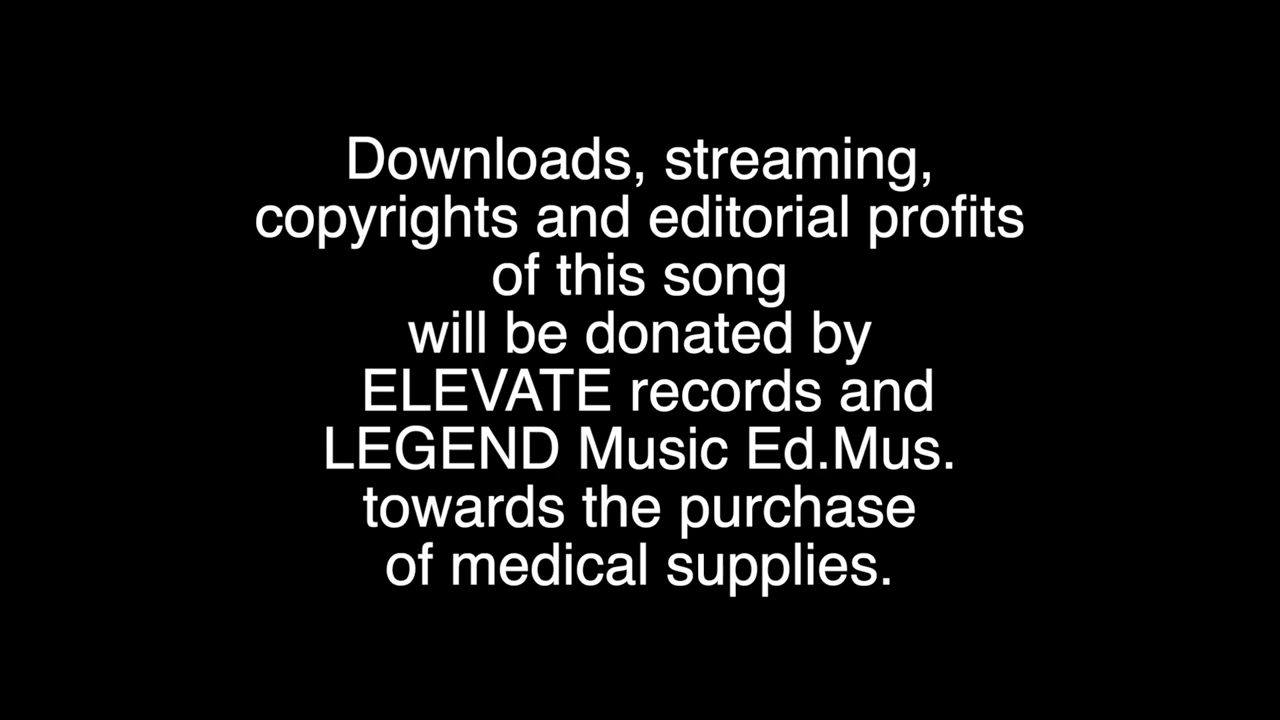 Downloads, streaming,
copyrights and editorial profits
of this song
will be donated by
ELEVATE records and
LEGEND Music Ed.Mus.
towards the purchase
of medical supplies.